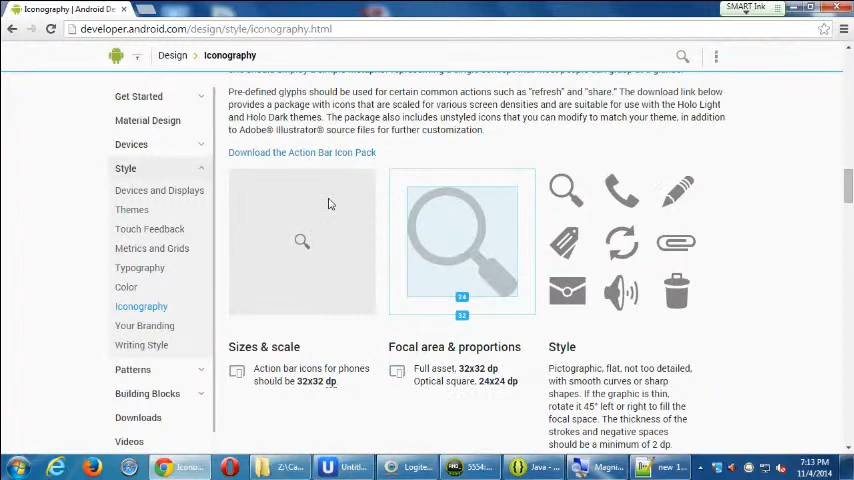 Iconography | Android De
SMART Ink
developer.android.com/design/style/iconography.html
Design > Iconography
Get Started
Material Design
Devices
Style
Devices and Displays
Themes
Touch Feedback
Metrics and Grids
Typography
Color
Iconography
Your Branding
Writing Style
Patterns
Building Blocks
Downloads
Videos
Pre-defined glyphs should be used for certain common actions such as "refresh" and "share." The download link below
provides a package with icons that are scaled for various screen densities and are suitable for use with the Holo Light
and Holo Dark themes. The package also includes unstyled icons that you can modify to match your theme, in addition
to Adobe® Illustrator® source files for further customization.
Download the Action Bar Icon Pack
24
32
Sizes & scale
Action bar icons for phones
should be 32x32 dp
Focal area & proportions
Full asset, 32x32 dp
Optical square, 24x24 dp
Style
Pictographic, flat, not too detailed,
with smooth curves or sharp
shapes. If the graphic is thin,
rotate it 45° left or right to fill the
focal space. The thickness of the
strokes and negative spaces
should be a minimum of 2 dp.
Icono...
Z:\Ca...
Untitl...
Logite...
5554:...
Java - ...
Magni...
new 1...
7:13 PM
11/4/2014